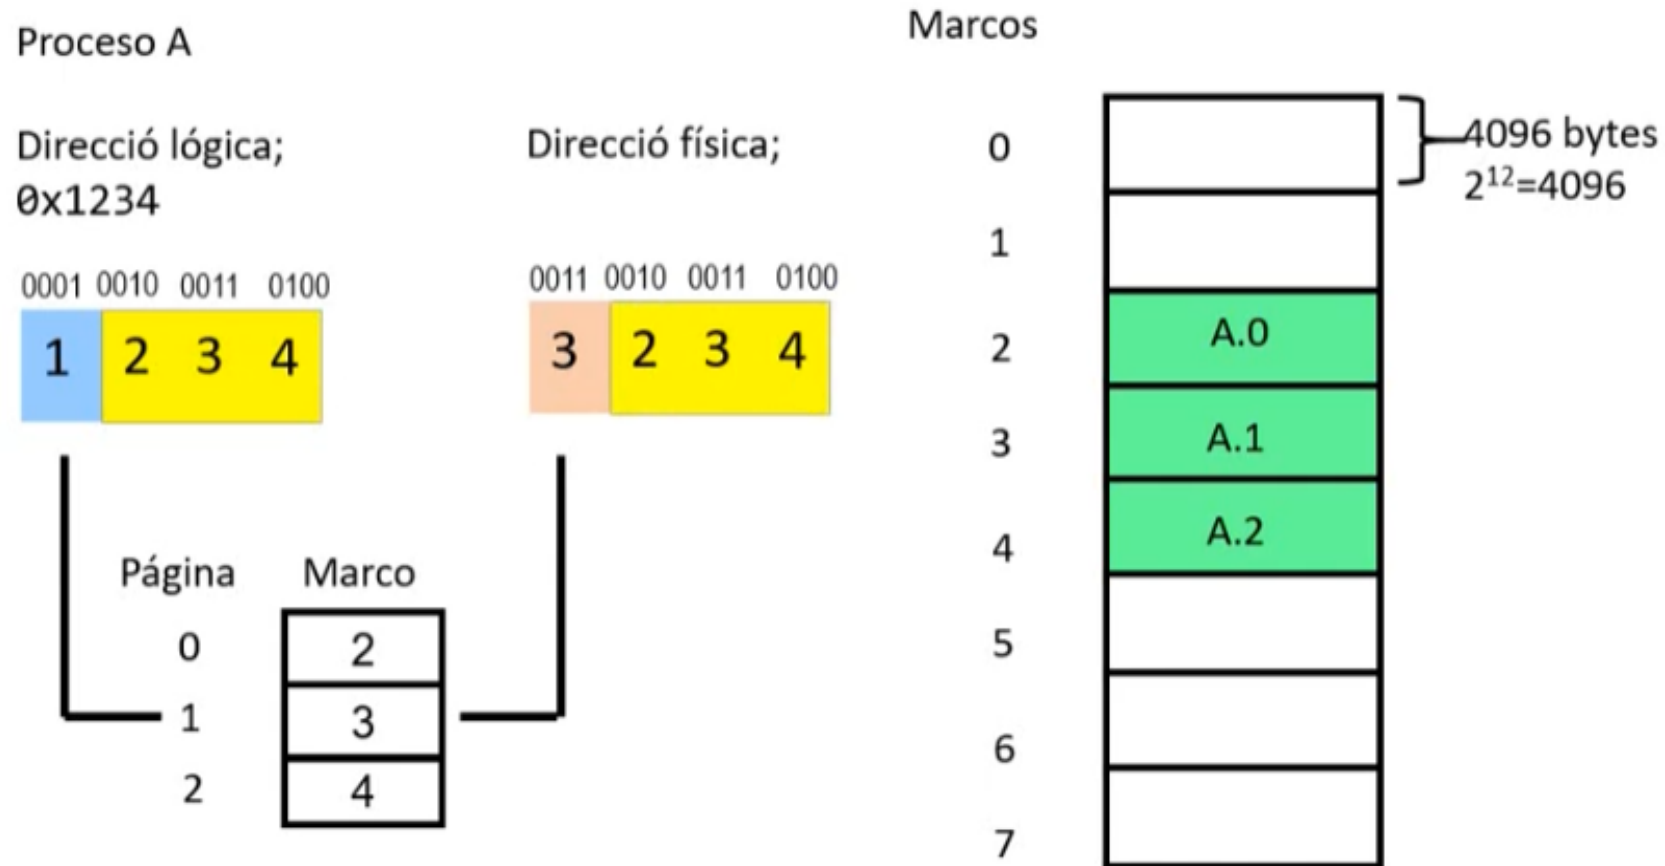 Proceso A
Direcció lógica;
0x1234
0001 0010 0011 0100
1 2 3 4
Direcció física;
0011 0010 0011 0100
3 2 3 4
Página Marco
0 2
1 3
2 4
Marcos
0
4096 bytes
2¹²=4096
1
2 A.0
3 A.1
4 A.2
5
6
7